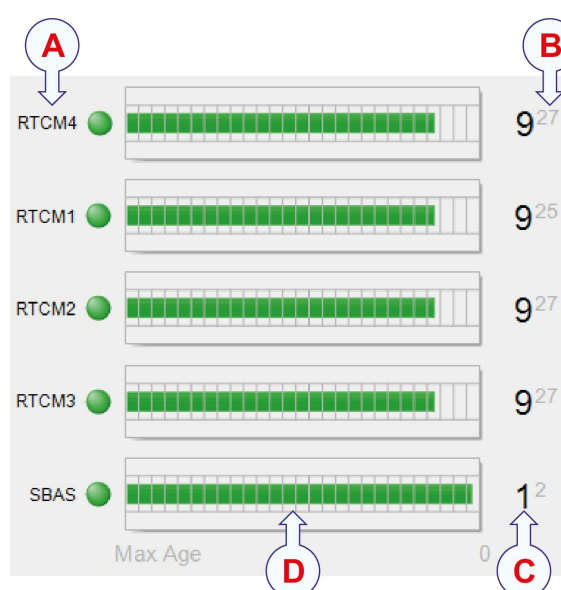 A B
RTCM4 9 27
RTCM1 9 25
RTCM2 9 27
RTCM3 9 27
SBAS 1 2
Max Age 0
D C